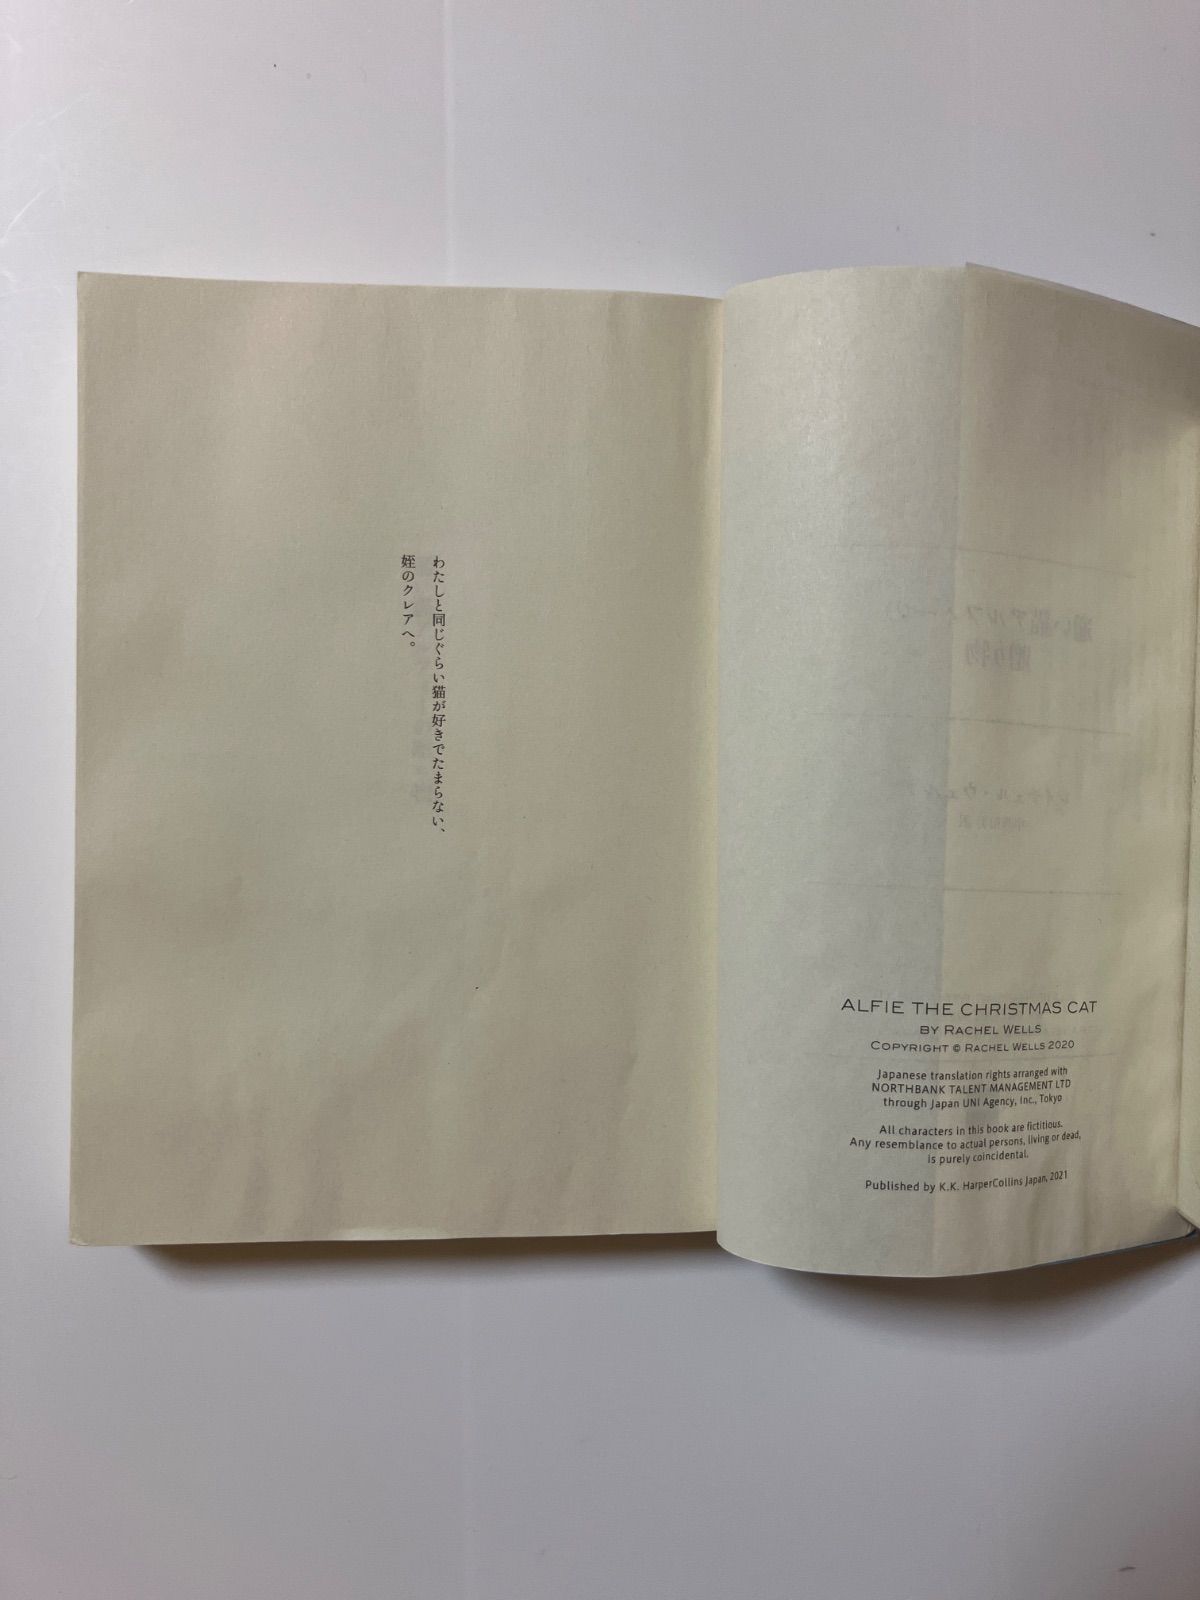 わたしと同じぐらい猫が好きでたまらない、
姪のクレアへ。
ALFIE THE CHRISTMAS CAT
BY RACHEL WELLS
COPYRIGHT © RACHEL WELLS 2020
Japanese translation rights arranged with
NORTHBANK TALENT MANAGEMENT LTD
through Japan UNI Agency, Inc., Tokyo
All characters in this book are fictitious.
Any resemblance to actual persons, living or dead,
is purely coincidental.
Published by K.K. HarperCollins Japan, 2021